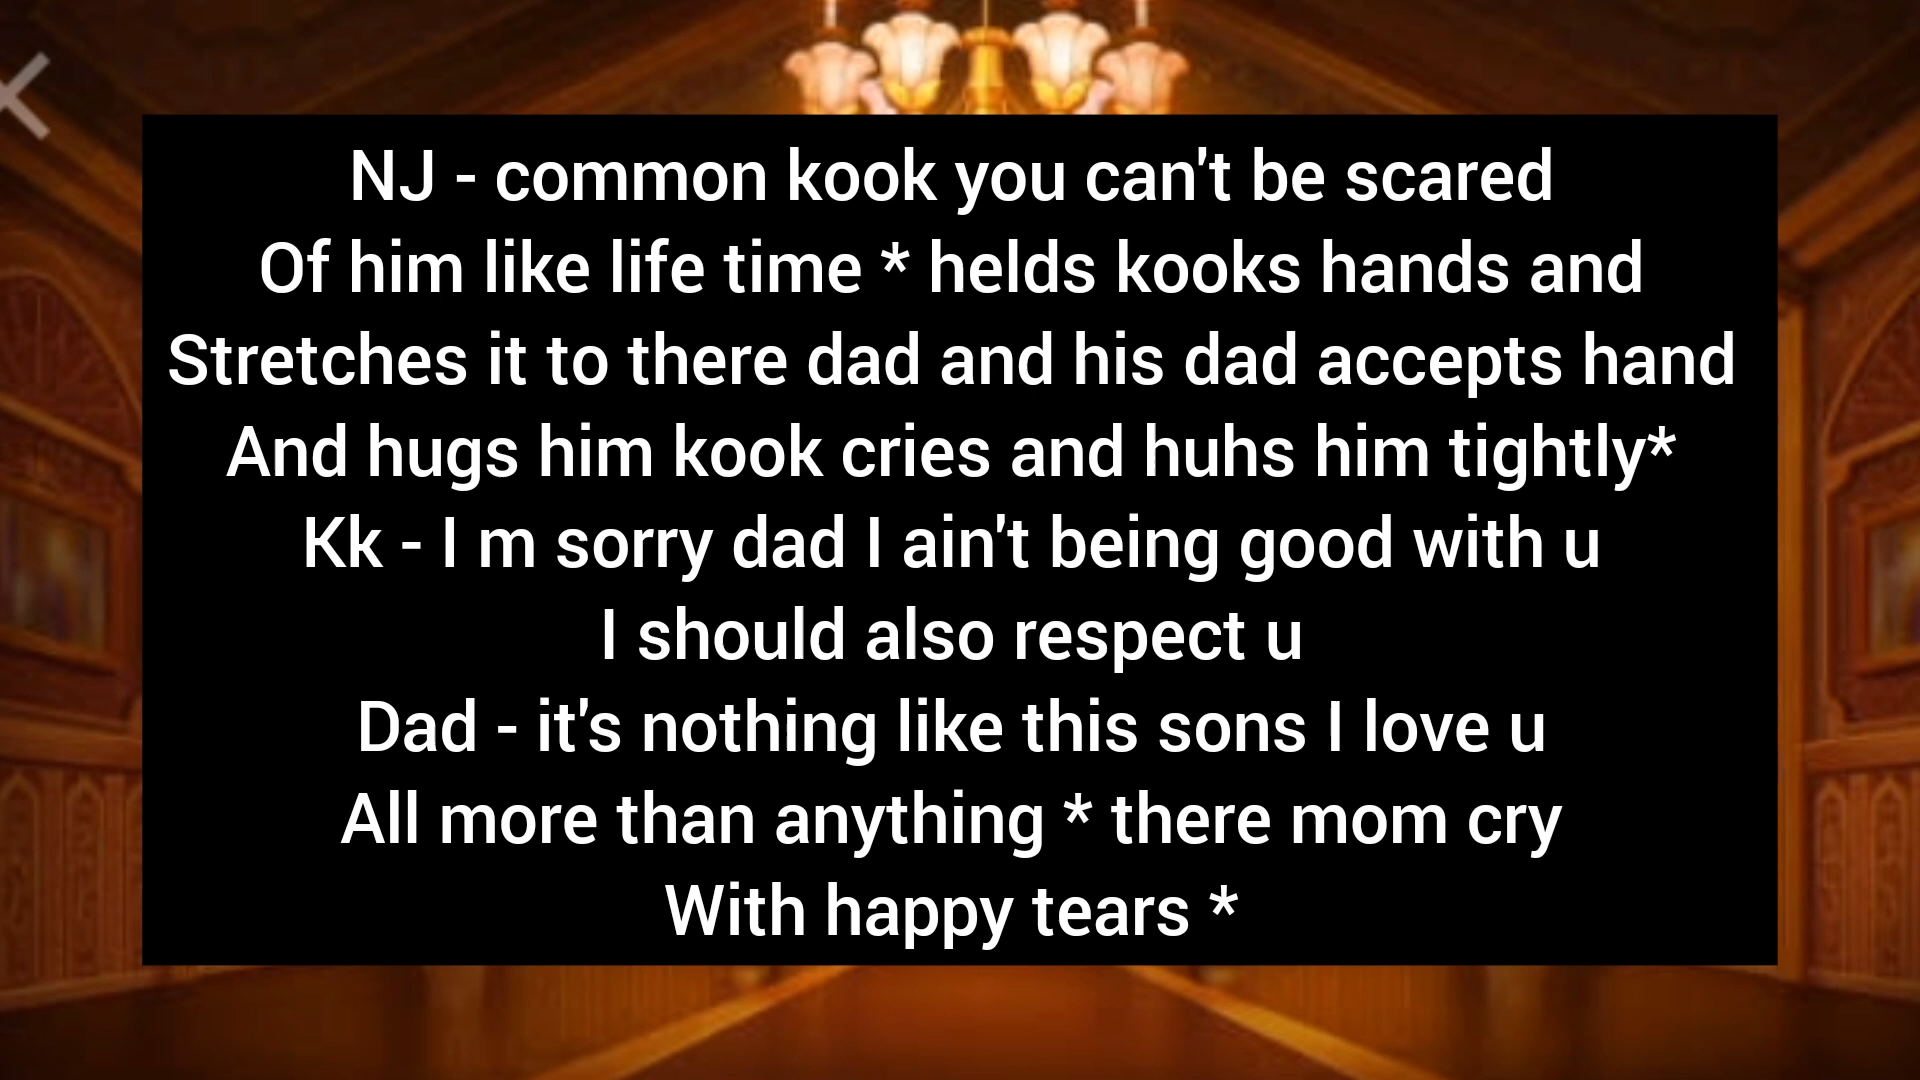 NJ - common kook you can't be scared
Of him like life time * helds kooks hands and
Stretches it to there dad and his dad accepts hand
And hugs him kook cries and huhs him tightly*
Kk - I m sorry dad I ain't being good with u
I should also respect u
Dad - it's nothing like this sons I love u
All more than anything * there mom cry
With happy tears *